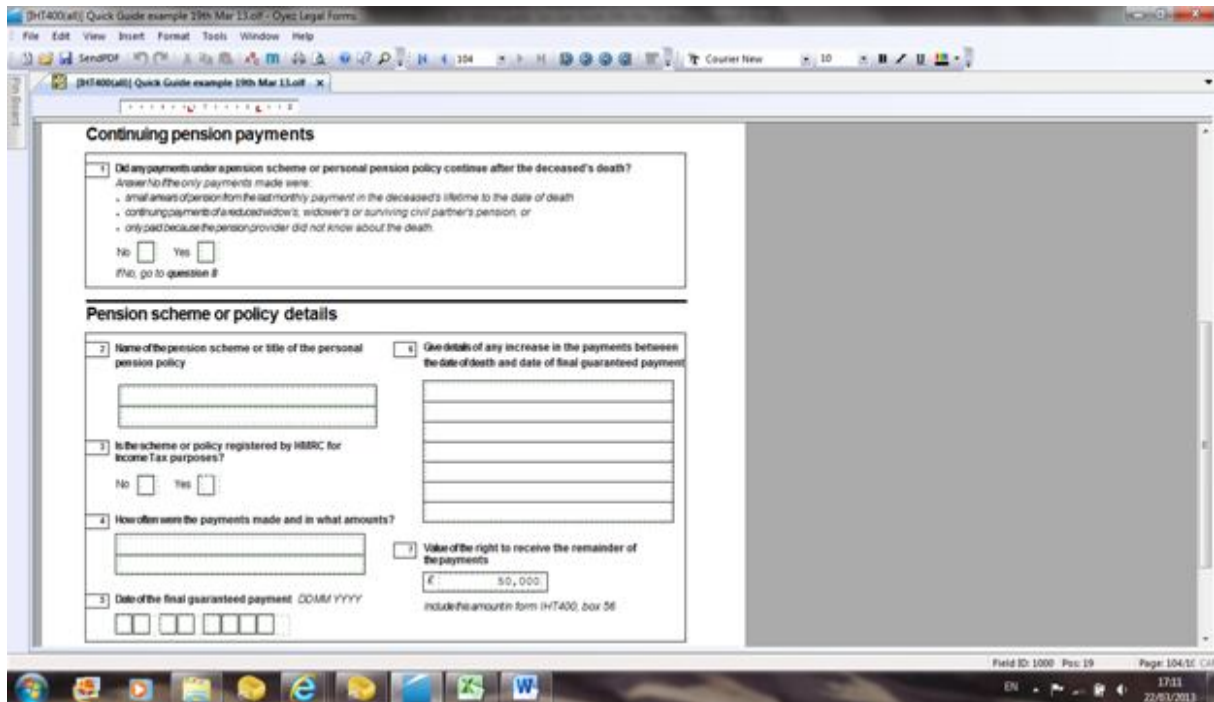 [IHT400(all)] Quick Guide example 19th Mar 13.olf - Oyez Legal Forms
File Edit View Insert Format Tools Window Help
SendPDF 104 Courier New 10 B I U
[IHT400(all)] Quick Guide example 19th Mar 13.olf x
Continuing pension payments
1 Did any payments under a pension scheme or personal pension policy continue after the deceased's death?
Answer No if the only payments made were:
• small arrears of pension from the last monthly payment in the deceased's lifetime to the date of death
• continuing payments of a reduced widow's, widower's or surviving civil partner's pension, or
• only paid because the pension provider did not know about the death.
No Yes
If No, go to question 8
Pension scheme or policy details
2 Name of the pension scheme or title of the personal
pension policy
3 Is the scheme or policy registered by HMRC for
Income Tax purposes?
No Yes
4 How often were the payments made and in what amounts?
5 Date of the final guaranteed payment DDMM YYYY
6 Give details of any increase in the payments between
the date of death and date of final guaranteed payment
7 Value of the right to receive the remainder of
the payments
£ 50,000
Include this amount in form IHT400, box 56
Field ID: 1000 Pos: 19 Page: 104/1
EN 17:11
22/03/2013